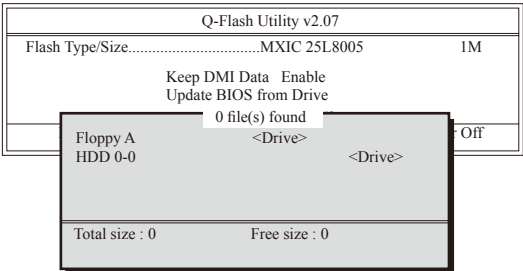 Q-Flash Utility v2.07
Flash Type/Size.................................MXIC 25L8005 1M
Keep DMI Data Enable
Update BIOS from Drive
0 file(s) found
Off
Floppy A <Drive>
HDD 0-0 <Drive>
Total size : 0 Free size : 0